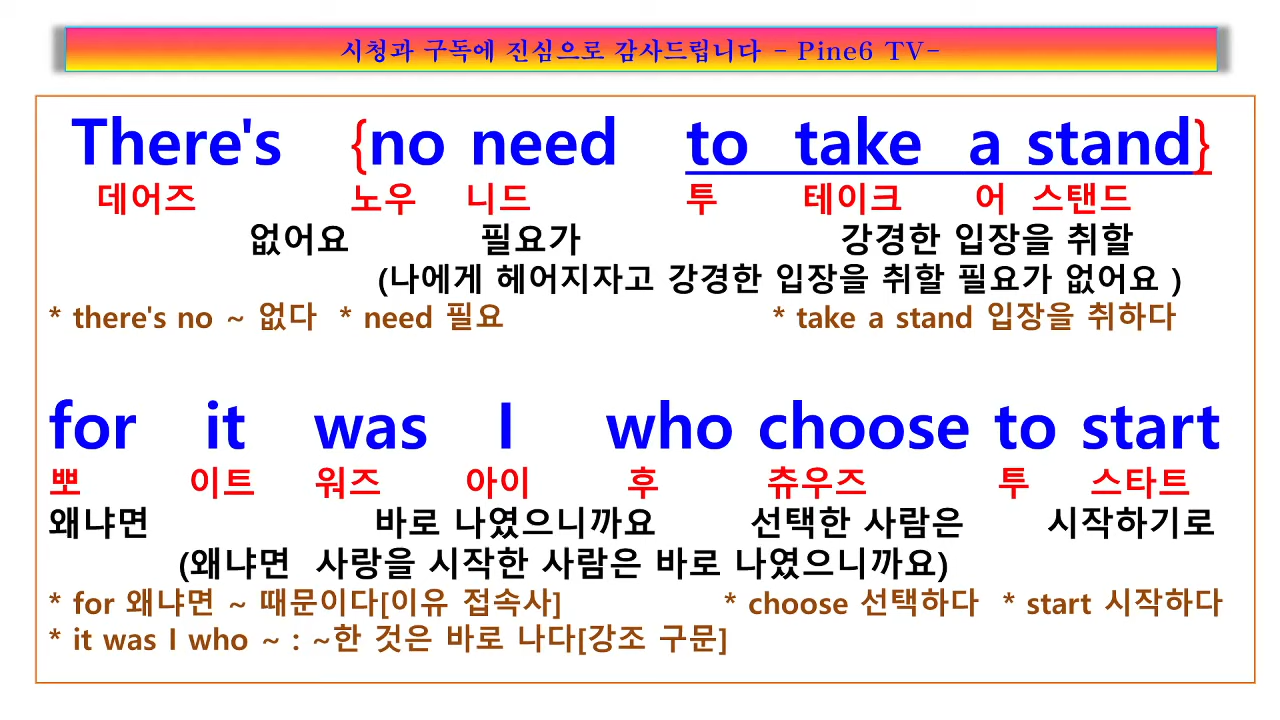 시청과 구독에 진심으로 감사드립니다 - Pine6 TV-
There's {no need to take a stand}
데어즈 노우 니드 투 테이크 어 스탠드
없어요 필요가 강경한 입장을 취할
(나에게 헤어지자고 강경한 입장을 취할 필요가 없어요 )
* there's no ~ 없다 * need 필요 * take a stand 입장을 취하다
for it was I who choose to start
뽀 이트 워즈 아이 후 츄우즈 투 스타트
왜냐면 바로 나였으니까요 선택한 사람은 시작하기로
(왜냐면 사랑을 시작한 사람은 바로 나였으니까요)
* for 왜냐면 ~ 때문이다[이유 접속사] * choose 선택하다 * start 시작하다
* it was I who ~ : ~한 것은 바로 나다[강조 구문]